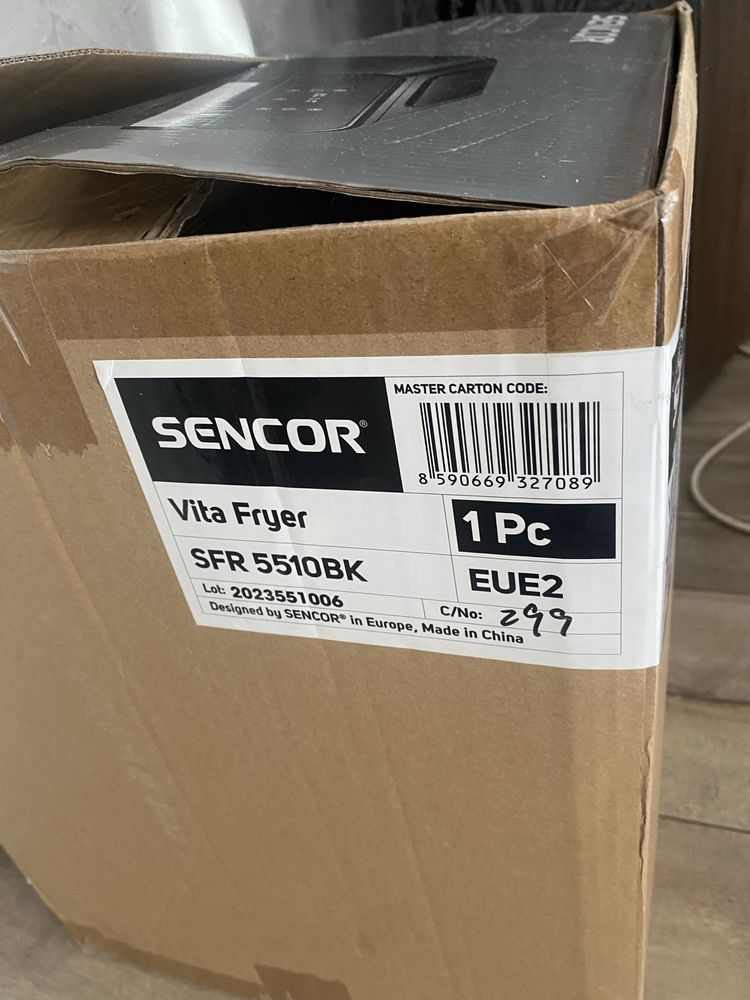 SENCOR
SENCOR®
MASTER CARTON CODE:
8 590669 327089
Vita Fryer
1 Pc
SFR 5510BK
EUE2
Lot: 2023551006
C/No: 299
Designed by SENCOR® in Europe, Made in China